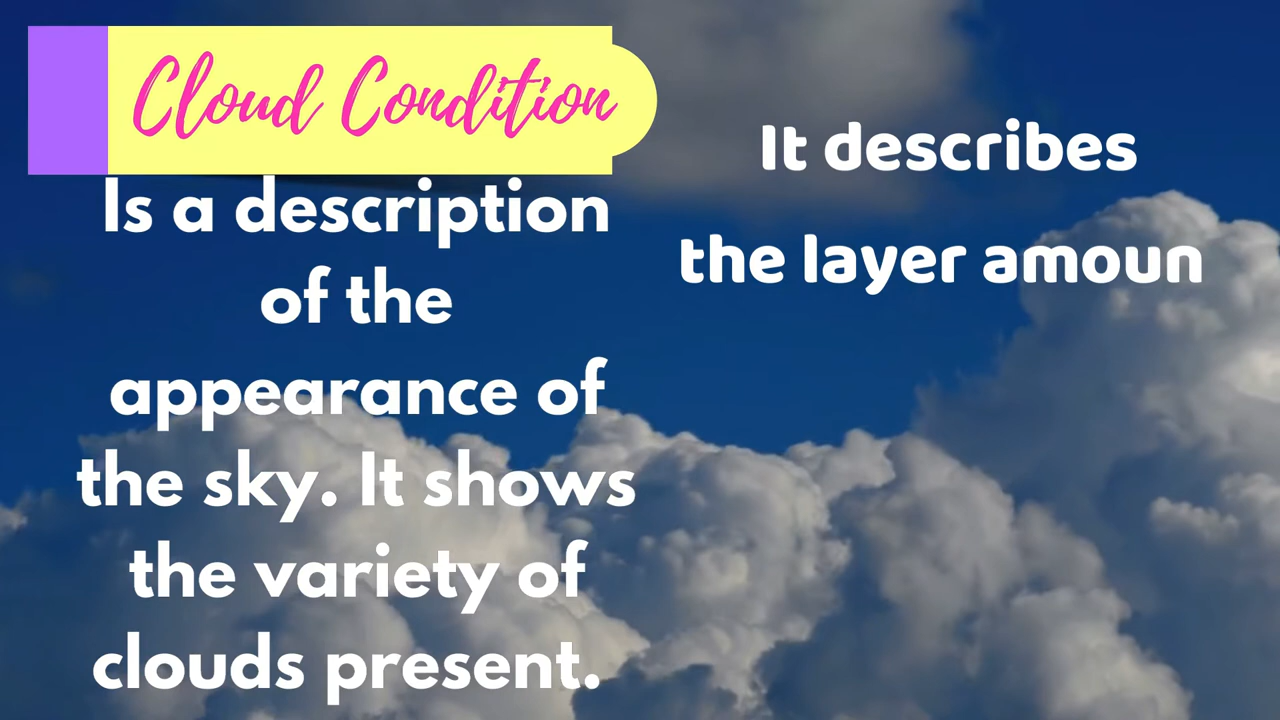 Cloud Condition
Is a description
of the
appearance of
the sky. It shows
the variety of
clouds present.
It describes
the layer amoun